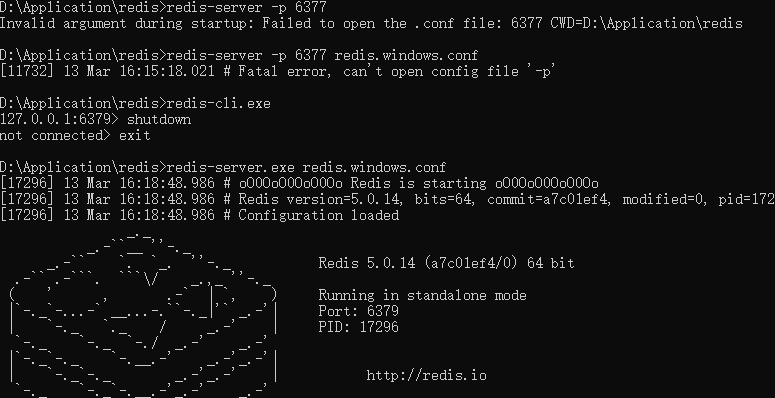 D:\Application\redis>redis-server -p 6377
Invalid argument during startup: Failed to open the .conf file: 6377 CWD=D:\Application\redis
D:\Application\redis>redis-server -p 6377 redis.windows.conf
[11732] 13 Mar 16:15:18.021 # Fatal error, can't open config file '-p'
D:\Application\redis>redis-cli.exe
127.0.0.1:6379> shutdown
not connected> exit
D:\Application\redis>redis-server.exe redis.windows.conf
[17296] 13 Mar 16:18:48.986 # oO0OoO0OoO0Oo Redis is starting oO0OoO0OoO0Oo
[17296] 13 Mar 16:18:48.986 # Redis version=5.0.14, bits=64, commit=a7c01ef4, modified=0, pid=172
[17296] 13 Mar 16:18:48.986 # Configuration loaded
Redis 5.0.14 (a7c01ef4/0) 64 bit
Running in standalone mode
Port: 6379
PID: 17296
http://redis.io